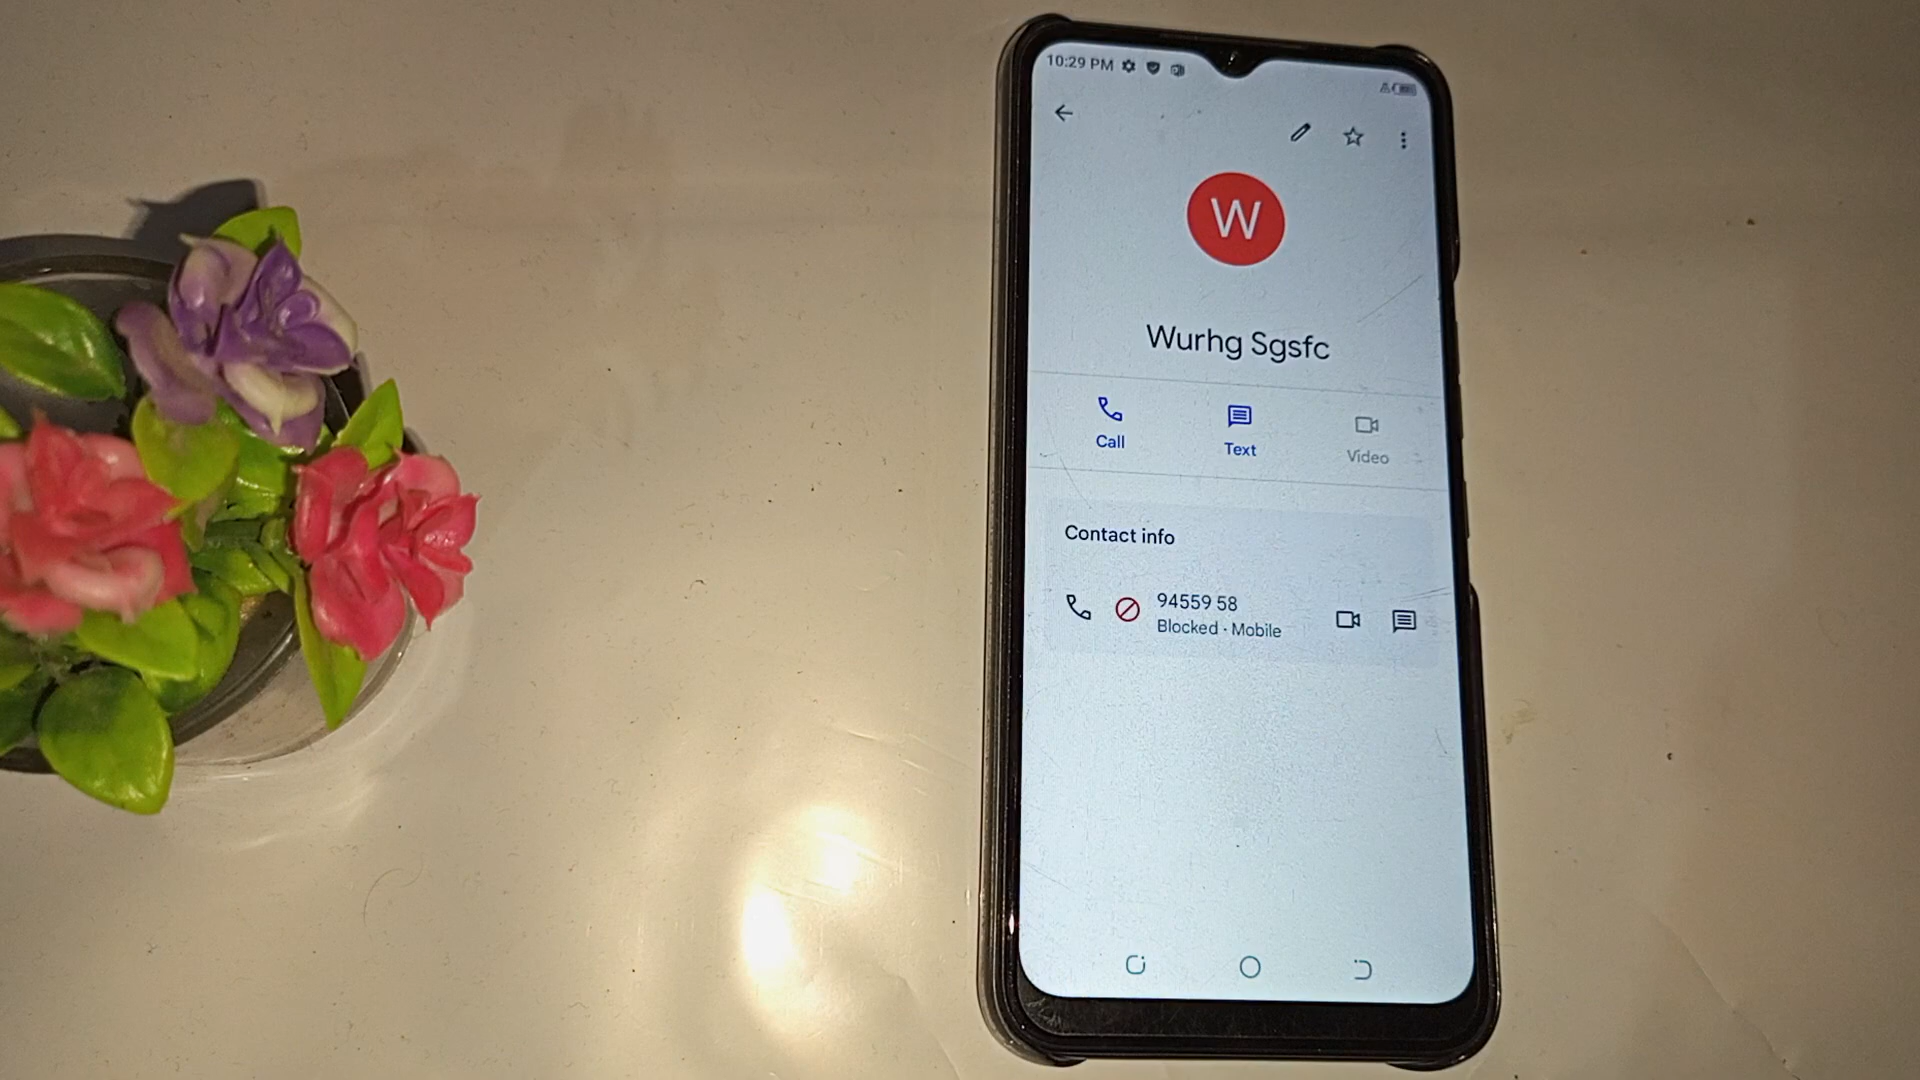 10:29 PM
W
Wurhg Sgsfc
Call
Text
Video
Contact info
94559 58
Blocked · Mobile